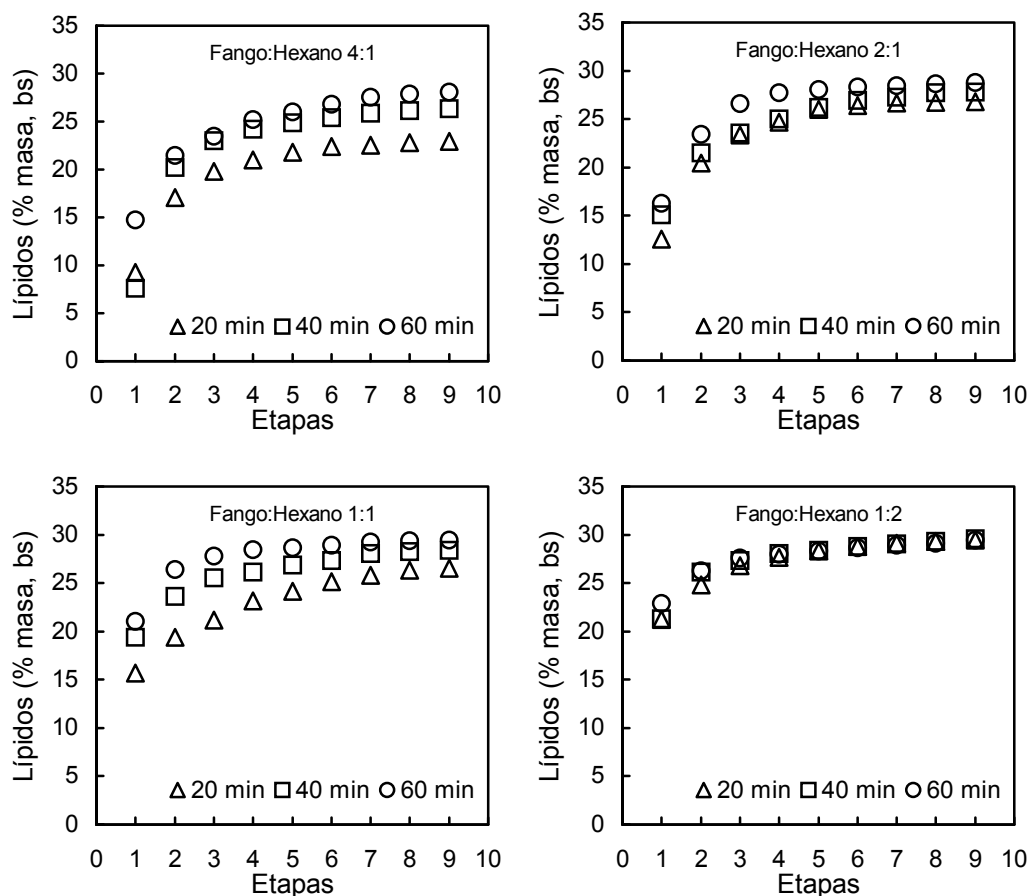 35
Fango:Hexano 4:1
30
25
20
15
10
5
0
Lípidos (% masa, bs)
20 min 40 min 60 min
0 1 2 3 4 5 6 7 8 9 10
Etapas
35
Fango:Hexano 2:1
30
25
20
15
10
5
0
Lípidos (% masa, bs)
20 min 40 min 60 min
0 1 2 3 4 5 6 7 8 9 10
Etapas
35
Fango:Hexano 1:1
30
25
20
15
10
5
0
Lípidos (% masa, bs)
20 min 40 min 60 min
0 1 2 3 4 5 6 7 8 9 10
Etapas
35
Fango:Hexano 1:2
30
25
20
15
10
5
0
Lípidos (% masa, bs)
20 min 40 min 60 min
0 1 2 3 4 5 6 7 8 9 10
Etapas